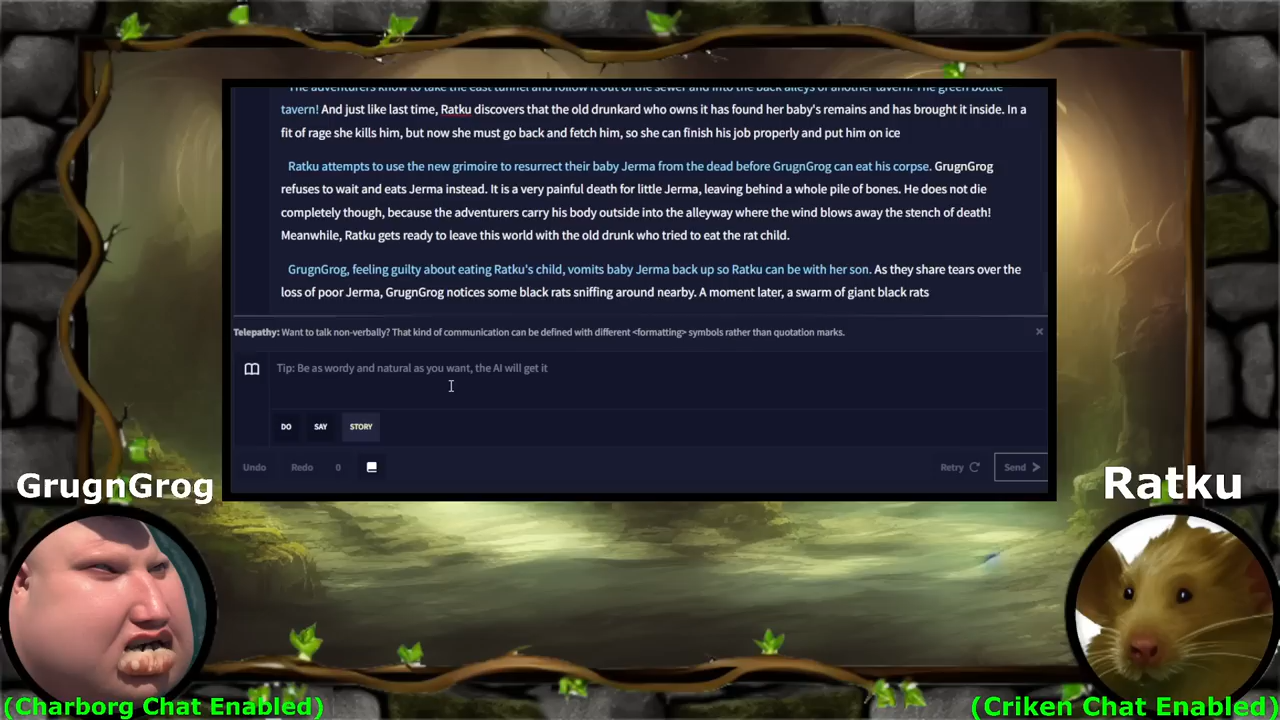 The adventurers know to take the east tunnel and follow it out of the sewer and into the back alleys of another tavern. The green bottle
tavern! And just like last time, Ratku discovers that the old drunkard who owns it has found her baby's remains and has brought it inside. In a
fit of rage she kills him, but now she must go back and fetch him, so she can finish his job properly and put him on ice
Ratku attempts to use the new grimoire to resurrect their baby Jerma from the dead before GrugnGrog can eat his corpse. GrugnGrog
refuses to wait and eats Jerma instead. It is a very painful death for little Jerma, leaving behind a whole pile of bones. He does not die
completely though, because the adventurers carry his body outside into the alleyway where the wind blows away the stench of death!
Meanwhile, Ratku gets ready to leave this world with the old drunk who tried to eat the rat child.
GrugnGrog, feeling guilty about eating Ratku's child, vomits baby Jerma back up so Ratku can be with her son. As they share tears over the
loss of poor Jerma, GrugnGrog notices some black rats sniffing around nearby. A moment later, a swarm of giant black rats
Telepathy: Want to talk non-verbally? That kind of communication can be defined with different <formatting> symbols rather than quotation marks.
Tip: Be as wordy and natural as you want, the AI will get it
DO SAY STORY
Undo Redo 0 Retry Send
GrugnGrog
Ratku
(Charborg Chat Enabled)
(Criken Chat Enabled)